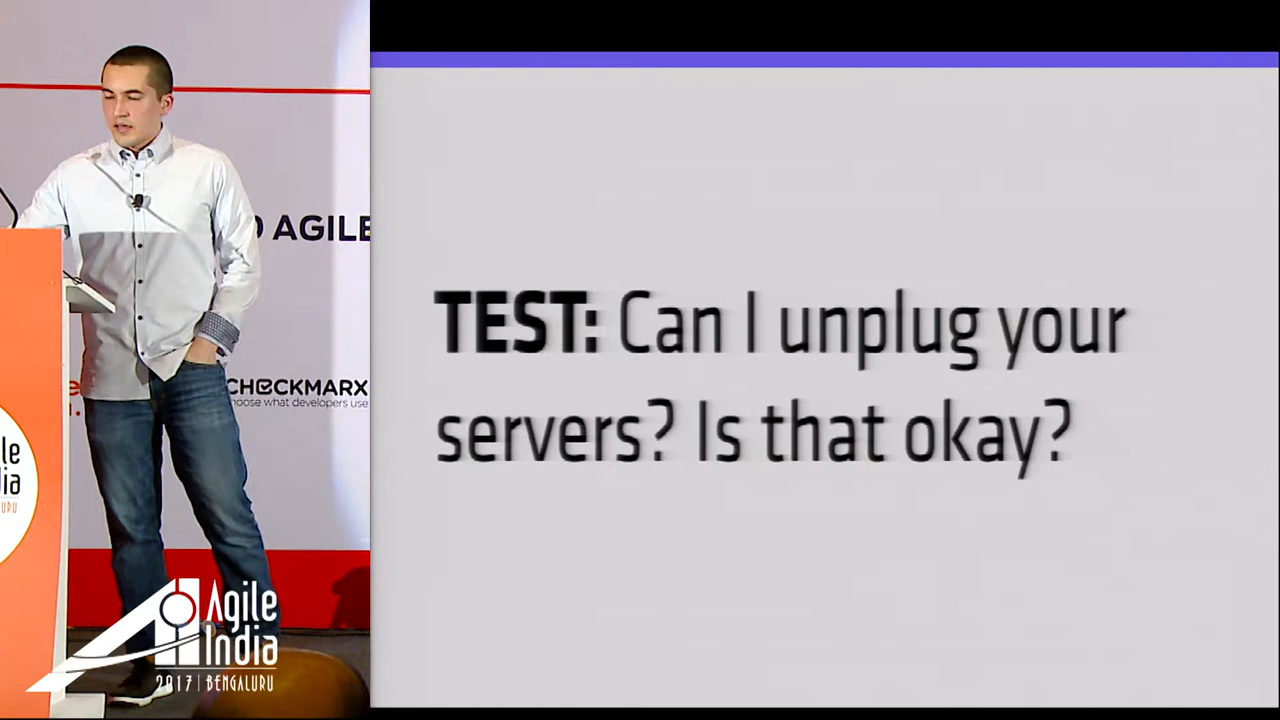 TEST: Can I unplug your
servers? Is that okay?
AGILE
CHECKMARX
choose what developers use
Agile
India
2017 | BENGALURU